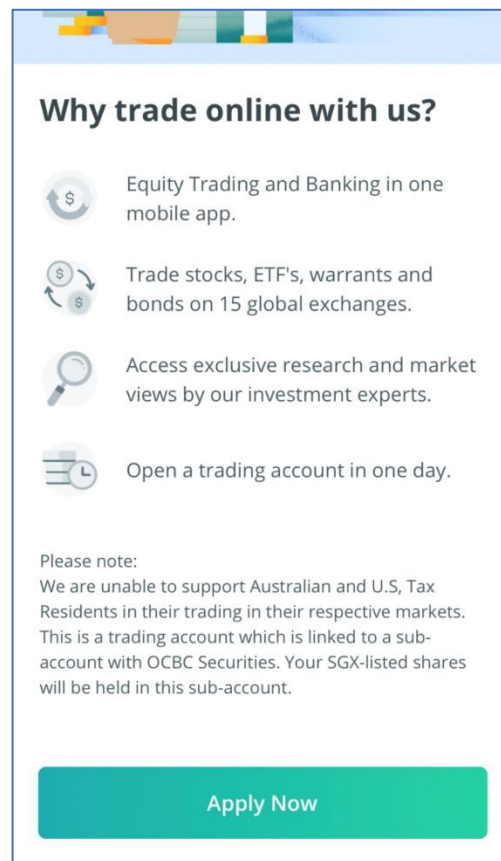 Why trade online with us?
Equity Trading and Banking in one
mobile app.
Trade stocks, ETF's, warrants and
bonds on 15 global exchanges.
Access exclusive research and market
views by our investment experts.
Open a trading account in one day.
Please note:
We are unable to support Australian and U.S, Tax
Residents in their trading in their respective markets.
This is a trading account which is linked to a sub-
account with OCBC Securities. Your SGX-listed shares
will be held in this sub-account.
Apply Now